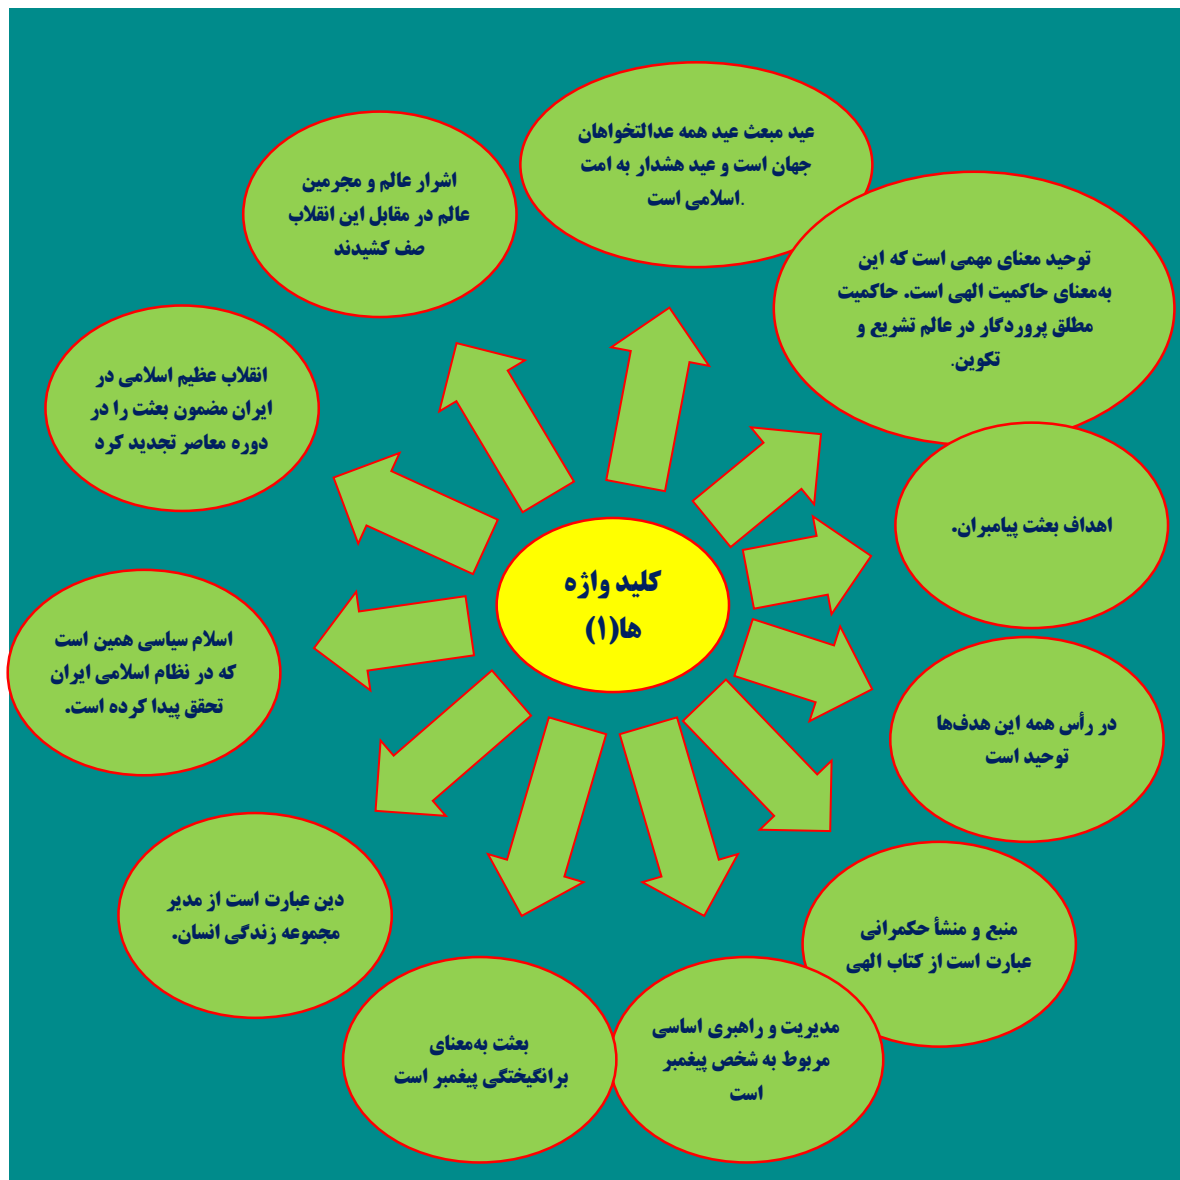 کلید واژه
ها(۱)
عید مبعث عید همه عدالتخواهان
جهان است و عید هشدار به امت
اسلامی است.
توحید معنای مهمی است که این
به‌معنای حاکمیت الهی است. حاکمیت
مطلق پروردگار در عالم تشریع و
تکوین.
اهداف بعثت پیامبران.
در رأس همه این هدف‌ها
توحید است
منبع و منشأ حکمرانی
عبارت است از کتاب الهی
مدیریت و راهبری اساسی
مربوط به شخص پیغمبر
است
بعثت به‌معنای
برانگیختگی پیغمبر است
دین عبارت است از مدیر
مجموعه زندگی انسان.
اسلام سیاسی همین است
که در نظام اسلامی ایران
تحقق پیدا کرده است.
انقلاب عظیم اسلامی در
ایران مضمون بعثت را در
دوره معاصر تجدید کرد
اشرار عالم و مجرمین
عالم در مقابل این انقلاب
صف کشیدند